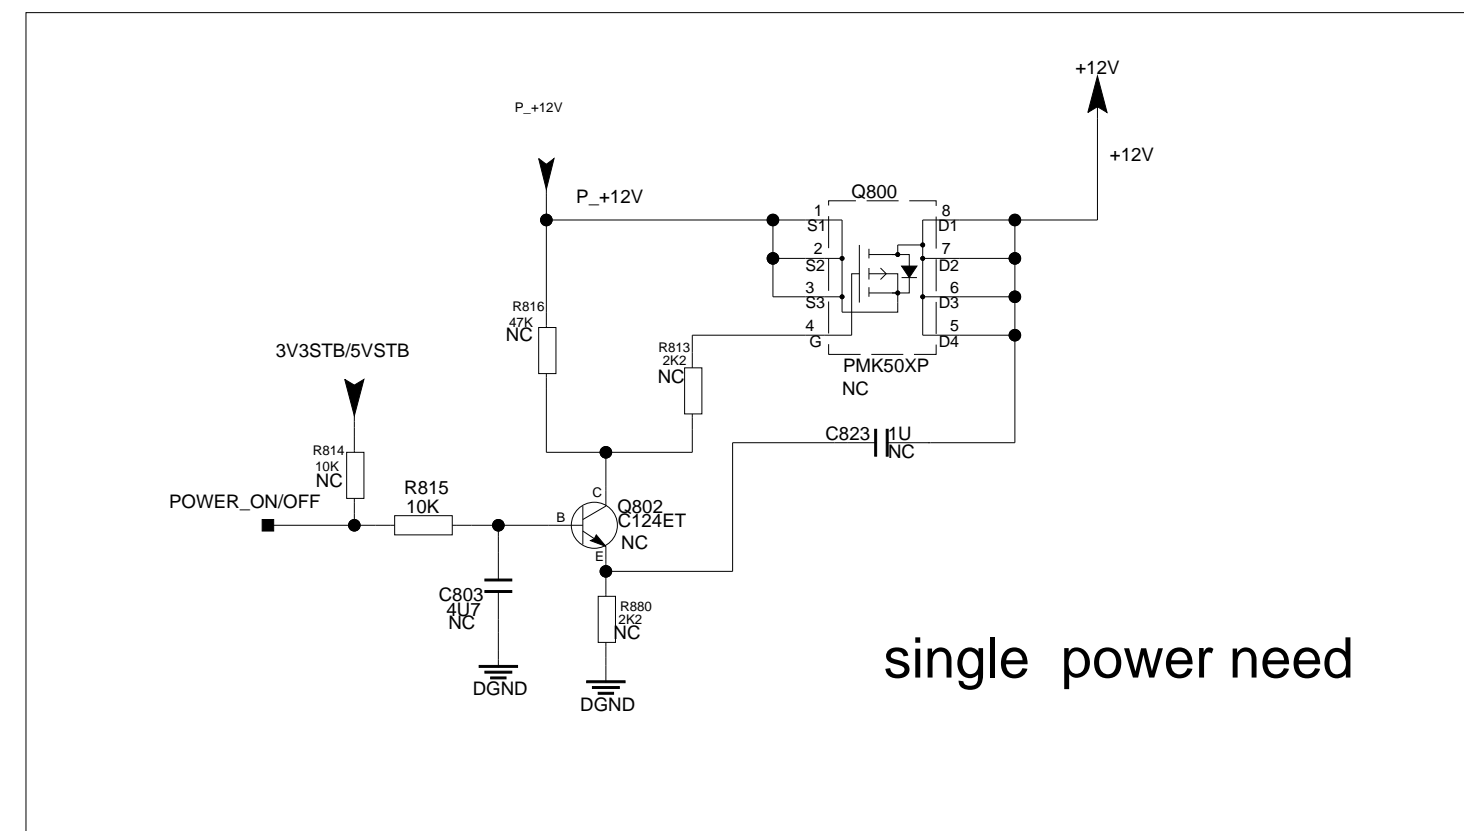 +12V
P_+12V
+12V
Q800
P_+12V
1
8
S1
D1
2
7
S2
D2
3
6
S3
D3
R816
47K
NC
4
5
G
D4
3V3STB/5VSTB
R813
2K2
NC
PMK50XP
NC
C823
1U
NC
R814
10K
NC
R815
10K
POWER_ON/OFF
C
B
E
Q802
C124ET
NC
C803
4U7
NC
R880
2K2
NC
single power need
DGND
DGND